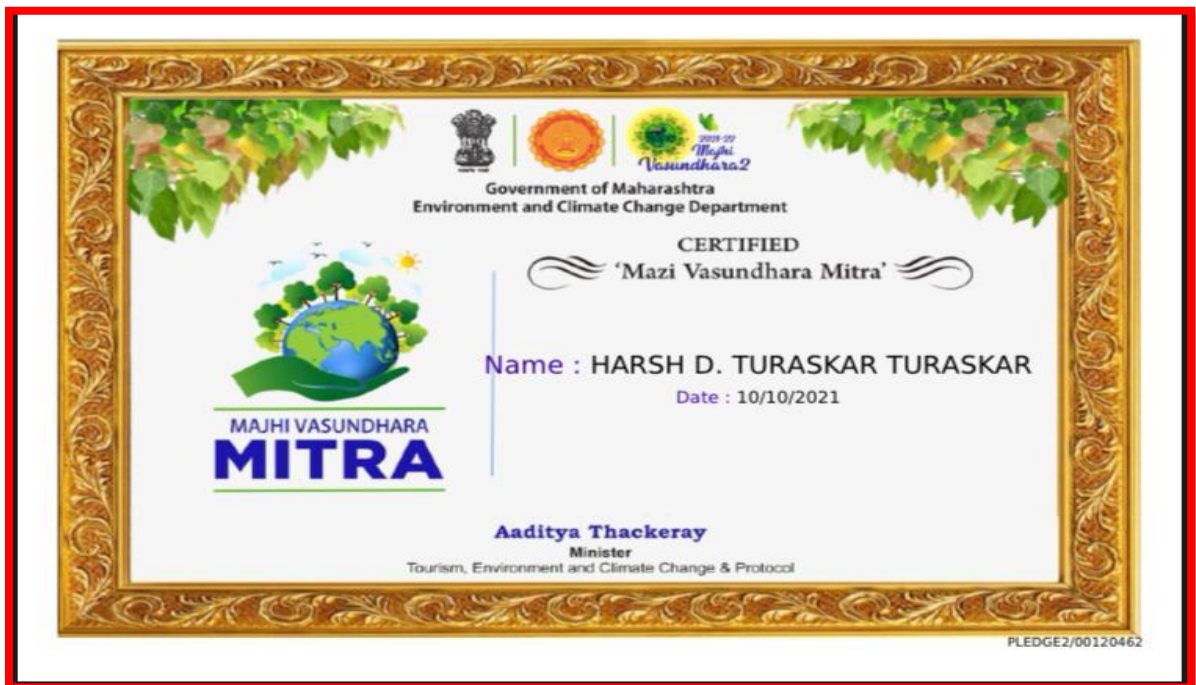 2021-22
Majhi
Vasundhara2
Government of Maharashtra
Environment and Climate Change Department
CERTIFIED
‘Mazi Vasundhara Mitra’
Name : HARSH D. TURASKAR TURASKAR
Date : 10/10/2021
MAJHI VASUNDHARA
MITRA
Aaditya Thackeray
Minister
Tourism, Environment and Climate Change & Protocol
PLEDGE2/00120462